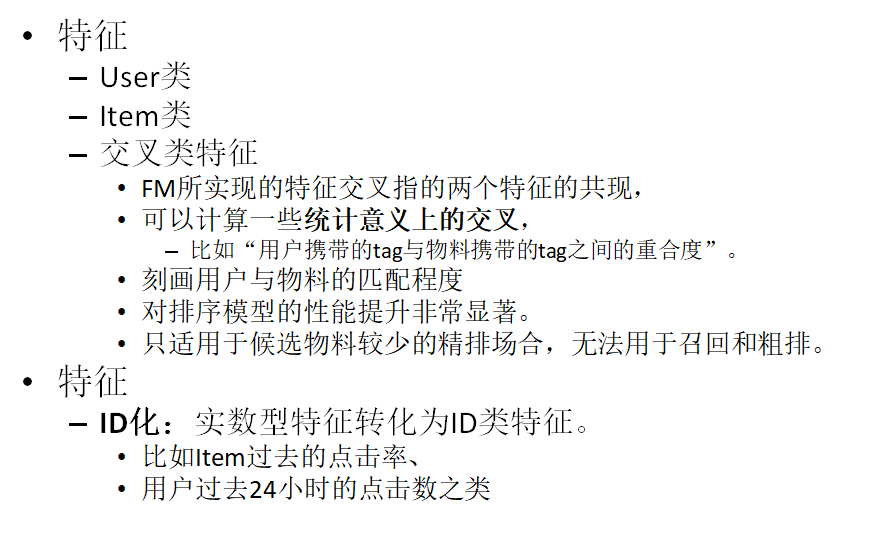 • 特征
– User类
– Item类
– 交叉类特征
• FM所实现的特征交叉指的两个特征的共现，
• 可以计算一些统计意义上的交叉，
– 比如“用户携带的tag与物料携带的tag之间的重合度”。
• 刻画用户与物料的匹配程度
• 对排序模型的性能提升非常显著。
• 只适用于候选物料较少的精排场合，无法用于召回和粗排。
• 特征
– ID化：实数型特征转化为ID类特征。
• 比如Item过去的点击率、
• 用户过去24小时的点击数之类